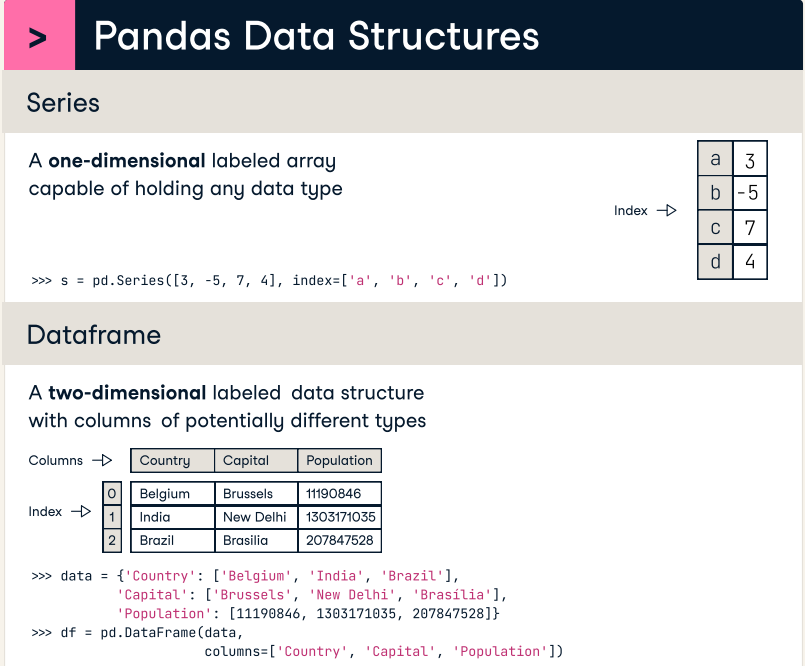 >
Pandas Data Structures
Series
A one-dimensional labeled array
capable of holding any data type
Index
a 3
b -5
c 7
d 4
>>> s = pd.Series([3, -5, 7, 4], index=['a', 'b', 'c', 'd'])
Dataframe
A two-dimensional labeled data structure
with columns of potentially different types
Columns Country Capital Population
Index
0 Belgium Brussels 11190846
1 India New Delhi 1303171035
2 Brazil Brasilia 207847528
>>> data = {'Country': ['Belgium', 'India', 'Brazil'],
'Capital': ['Brussels', 'New Delhi', 'Brasília'],
'Population': [11190846, 1303171035, 207847528]}
>>> df = pd.DataFrame(data,
columns=['Country', 'Capital', 'Population'])